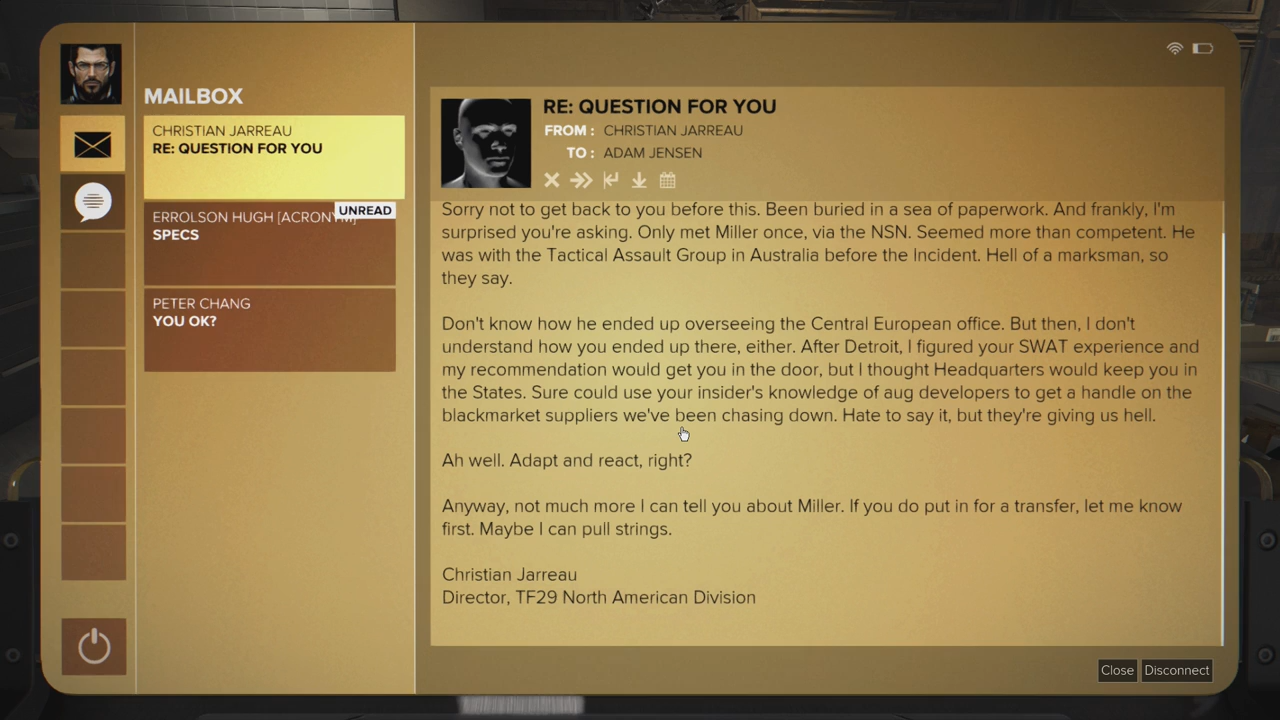 MAILBOX
CHRISTIAN JARREAU
RE: QUESTION FOR YOU
UNREAD
ERROLSON HUGH [ACRONYM]
SPECS
PETER CHANG
YOU OK?
RE: QUESTION FOR YOU
FROM : CHRISTIAN JARREAU
TO : ADAM JENSEN
Sorry not to get back to you before this. Been buried in a sea of paperwork. And frankly, I'm
surprised you're asking. Only met Miller once, via the NSN. Seemed more than competent. He
was with the Tactical Assault Group in Australia before the Incident. Hell of a marksman, so
they say.
Don't know how he ended up overseeing the Central European office. But then, I don't
understand how you ended up there, either. After Detroit, I figured your SWAT experience and
my recommendation would get you in the door, but I thought Headquarters would keep you in
the States. Sure could use your insider's knowledge of aug developers to get a handle on the
blackmarket suppliers we've been chasing down. Hate to say it, but they're giving us hell.
Ah well. Adapt and react, right?
Anyway, not much more I can tell you about Miller. If you do put in for a transfer, let me know
first. Maybe I can pull strings.
Christian Jarreau
Director, TF29 North American Division
Close Disconnect